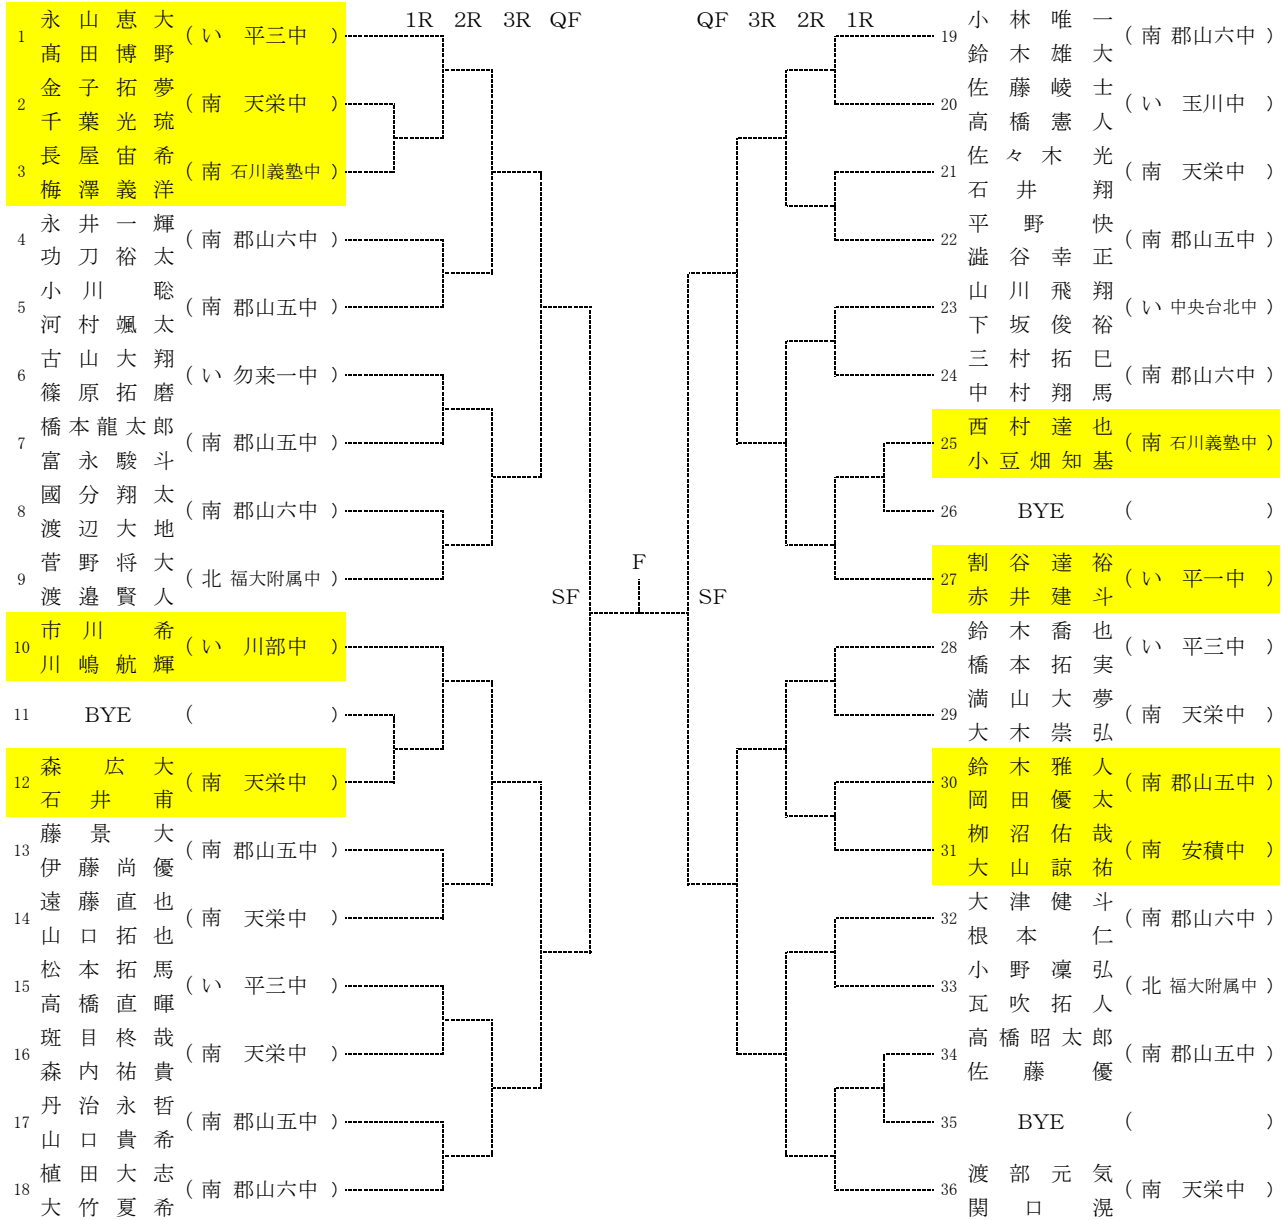 1R 2R 3R QF
QF 3R 2R 1R
1 永山恵大 髙田博野 (い 平三中)
2 金子拓夢 千葉光琉 (南 天栄中)
3 長屋宙希 梅澤義洋 (南 石川義塾中)
4 永井一輝 功刀裕太 (南 郡山六中)
5 小川聡 河村颯太 (南 郡山五中)
6 古山大翔 篠原拓磨 (い 勿来一中)
7 橋本龍太郎 富永駿斗 (南 郡山五中)
8 國分翔太 渡辺大地 (南 郡山六中)
9 菅野将大 渡邉賢人 (北 福大附属中)
10 市川希 川嶋航輝 (い 川部中)
11 BYE ( )
12 森広大 石井甫 (南 天栄中)
13 藤景大 伊藤尚優 (南 郡山五中)
14 遠藤直也 山口拓也 (南 天栄中)
15 松本拓馬 高橋直暉 (い 平三中)
16 斑目柊哉 森内祐貴 (南 天栄中)
17 丹治永哲 山口貴希 (南 郡山五中)
18 植田大志 大竹夏希 (南 郡山六中)
F
SF
SF
19 小林唯一 鈴木雄大 (南 郡山六中)
20 佐藤崚士 高橋憲人 (い 玉川中)
21 佐々木光 石井翔 (南 天栄中)
22 平野快 澁谷幸正 (南 郡山五中)
23 山川飛翔 下坂俊裕 (い 中央台北中)
24 三村拓巳 中村翔馬 (南 郡山六中)
25 西村達也 小豆畑知基 (南 石川義塾中)
26 BYE ( )
27 割谷達裕 赤井建斗 (い 平一中)
28 鈴木喬也 橋本拓実 (い 平三中)
29 満山大夢 大木崇弘 (南 天栄中)
30 鈴木雅人 岡田優太 (南 郡山五中)
31 栁沼佑哉 大山諒祐 (南 安積中)
32 大津健斗 根本仁 (南 郡山六中)
33 小野凜弘 瓦吹拓人 (北 福大附属中)
34 高橋昭太郎 佐藤優 (南 郡山五中)
35 BYE ( )
36 渡部元気 関口滉 (南 天栄中)